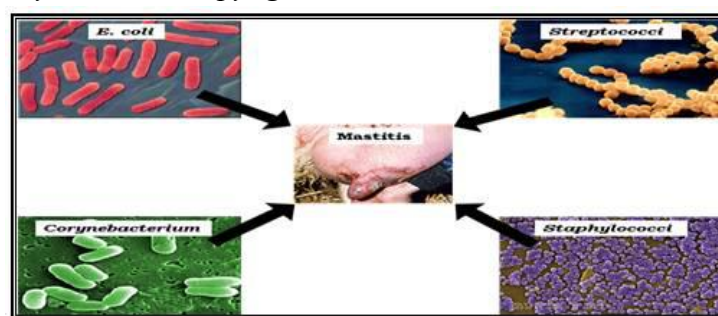 E. coli
Streptococci
Mastitis
Corynebacterium
Staphylococci